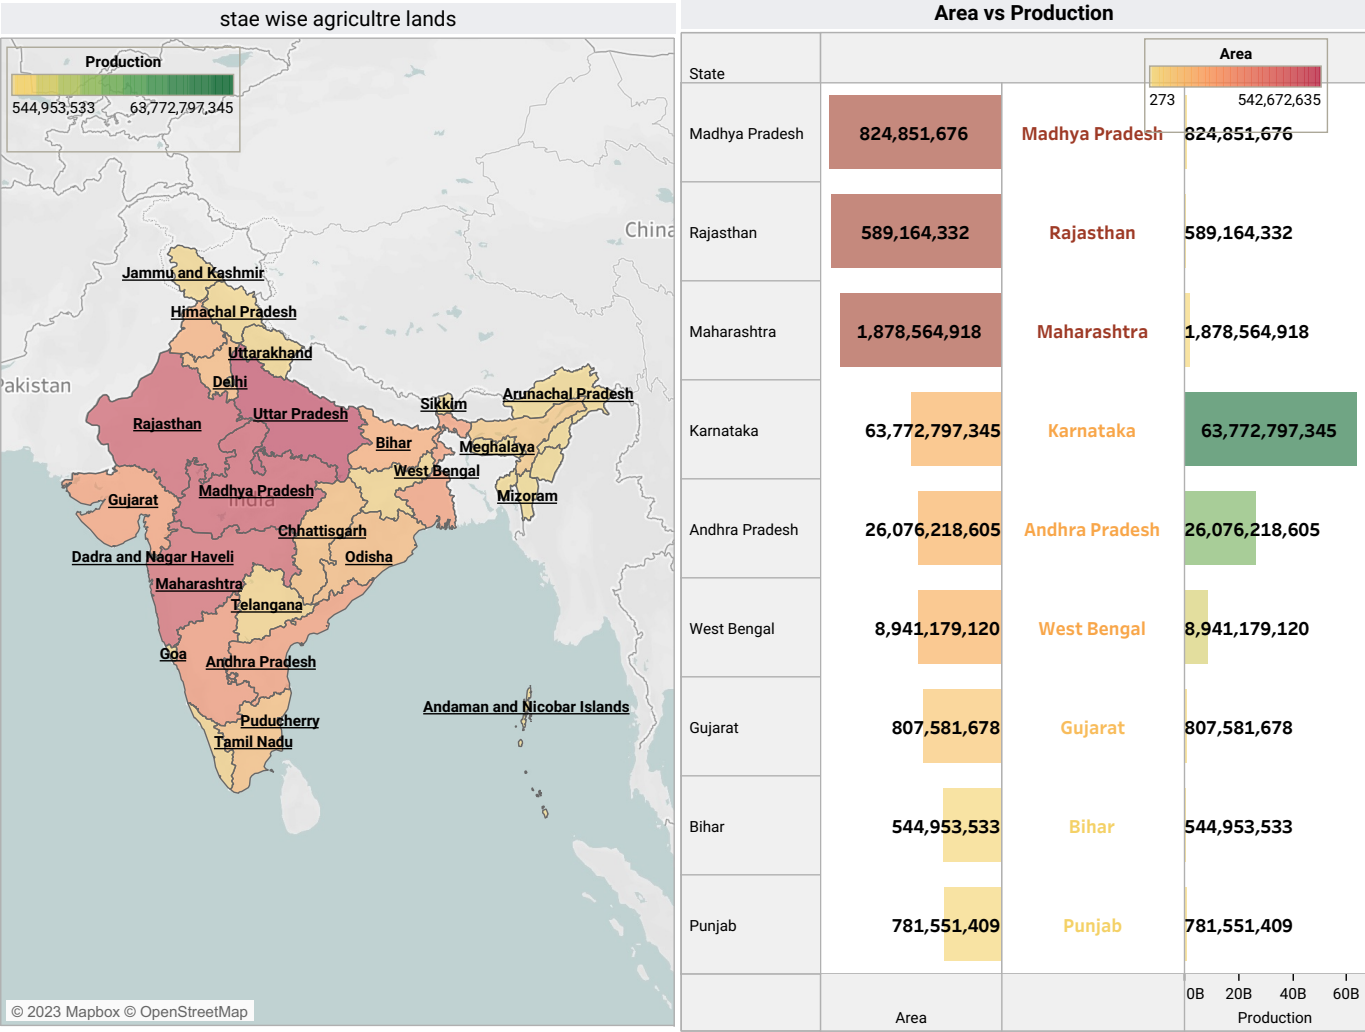 stae wise agricultre lands
Production
544,953,533 63,772,797,345
China
Pakistan
India
Jammu and Kashmir
Himachal Pradesh
Uttarakhand
Delhi
Rajasthan
Uttar Pradesh
Sikkim
Arunachal Pradesh
Bihar
Meghalaya
West Bengal
Madhya Pradesh
Mizoram
Gujarat
Chhattisgarh
Dadra and Nagar Haveli
Odisha
Maharashtra
Telangana
Goa
Andhra Pradesh
Andaman and Nicobar Islands
Puducherry
Tamil Nadu
© 2023 Mapbox © OpenStreetMap
Area vs Production
State
Area
273 542,672,635
Madhya Pradesh 824,851,676 Madhya Pradesh 824,851,676
Rajasthan 589,164,332 Rajasthan 589,164,332
Maharashtra 1,878,564,918 Maharashtra 1,878,564,918
Karnataka 63,772,797,345 Karnataka 63,772,797,345
Andhra Pradesh 26,076,218,605 Andhra Pradesh 26,076,218,605
West Bengal 8,941,179,120 West Bengal 8,941,179,120
Gujarat 807,581,678 Gujarat 807,581,678
Bihar 544,953,533 Bihar 544,953,533
Punjab 781,551,409 Punjab 781,551,409
0B 20B 40B 60B
Area Production